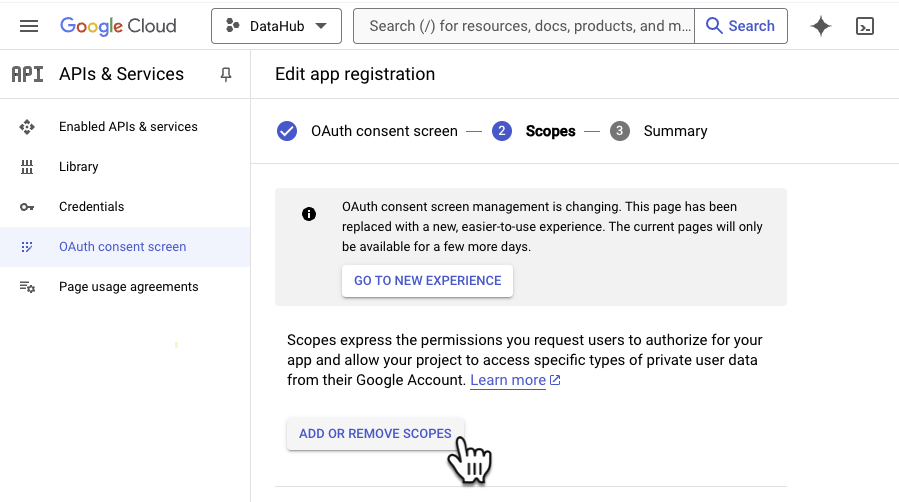 Google Cloud
DataHub
Search (/) for resources, docs, products, and m...
Search
API APIs & Services
Edit app registration
Enabled APIs & services
Library
Credentials
OAuth consent screen
Page usage agreements
OAuth consent screen — 2 Scopes — 3 Summary
OAuth consent screen management is changing. This page has been
replaced with a new, easier-to-use experience. The current pages will only
be available for a few more days.
GO TO NEW EXPERIENCE
Scopes express the permissions you request users to authorize for your
app and allow your project to access specific types of private user data
from their Google Account. Learn more
ADD OR REMOVE SCOPES